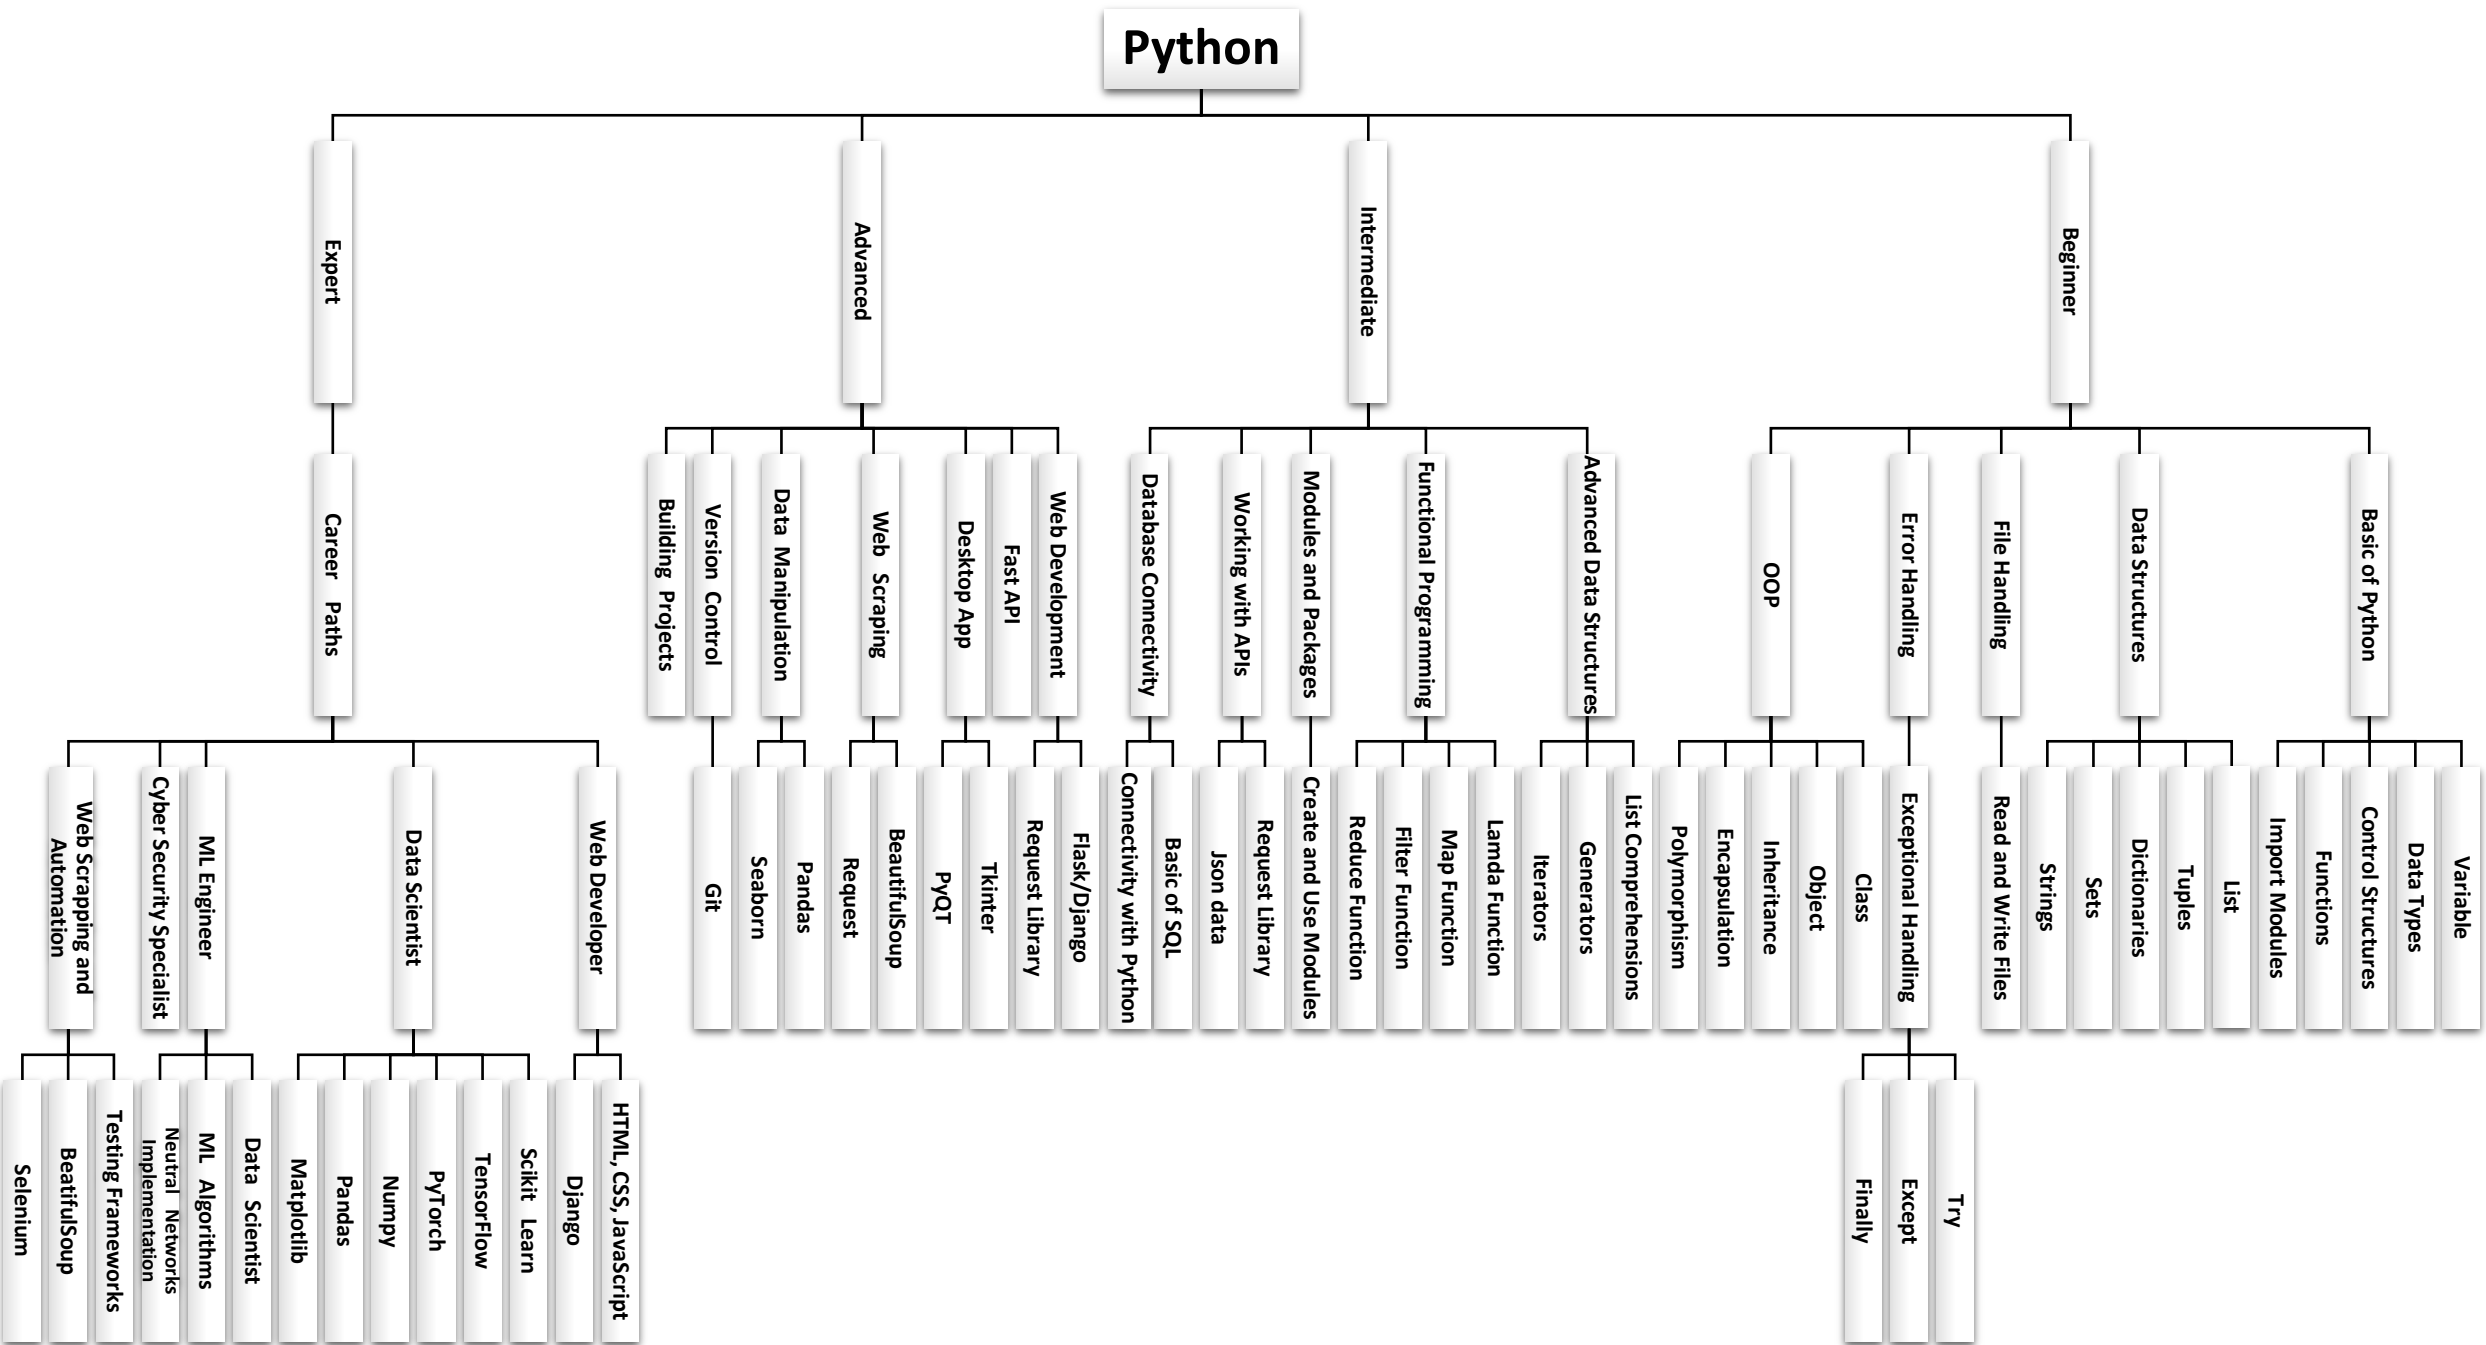 Python
Expert
Advanced
Intermediate
Beginner
Career Paths
Building Projects
Version Control
Data Manipulation
Web Scraping
Desktop App
Fast API
Web Development
Database Connectivity
Working with APIs
Modules and Packages
Functional Programming
Advanced Data Structures
OOP
Error Handling
File Handling
Data Structures
Basic of Python
Web Scrapping and
Automation
Cyber Security Specialist
ML Engineer
Data Scientist
Web Developer
Git
Seaborn
Pandas
Request
BeautifulSoup
PyQT
Tkinter
Request Library
Flask/Django
Connectivity with Python
Basic of SQL
Json data
Request Library
Create and Use Modules
Reduce Function
Filter Function
Map Function
Lamda Function
Iterators
Generators
List Comprehensions
Polymorphism
Encapsulation
Inheritance
Object
Class
Exceptional Handling
Read and Write Files
Strings
Sets
Dictionaries
Tuples
List
Import Modules
Functions
Control Structures
Data Types
Variable
Selenium
BeatifulSoup
Testing Frameworks
Neutral Networks
Implementation
ML Algorithms
Data Scientist
Matplotlib
Pandas
Numpy
PyTorch
TensorFlow
Scikit Learn
Django
HTML, CSS, JavaScript
Finally
Except
Try